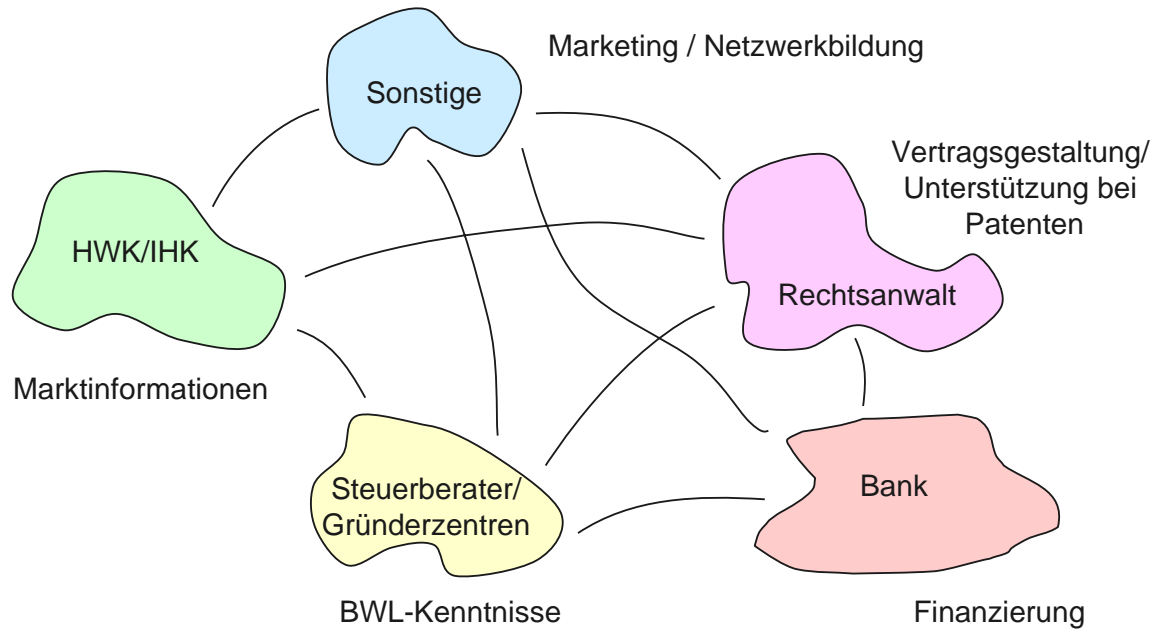 Marketing / Netzwerkbildung
Sonstige
Vertragsgestaltung/
Unterstützung bei
Patenten
HWK/IHK
Rechtsanwalt
Marktinformationen
Steuerberater/
Gründerzentren
Bank
BWL-Kenntnisse
Finanzierung